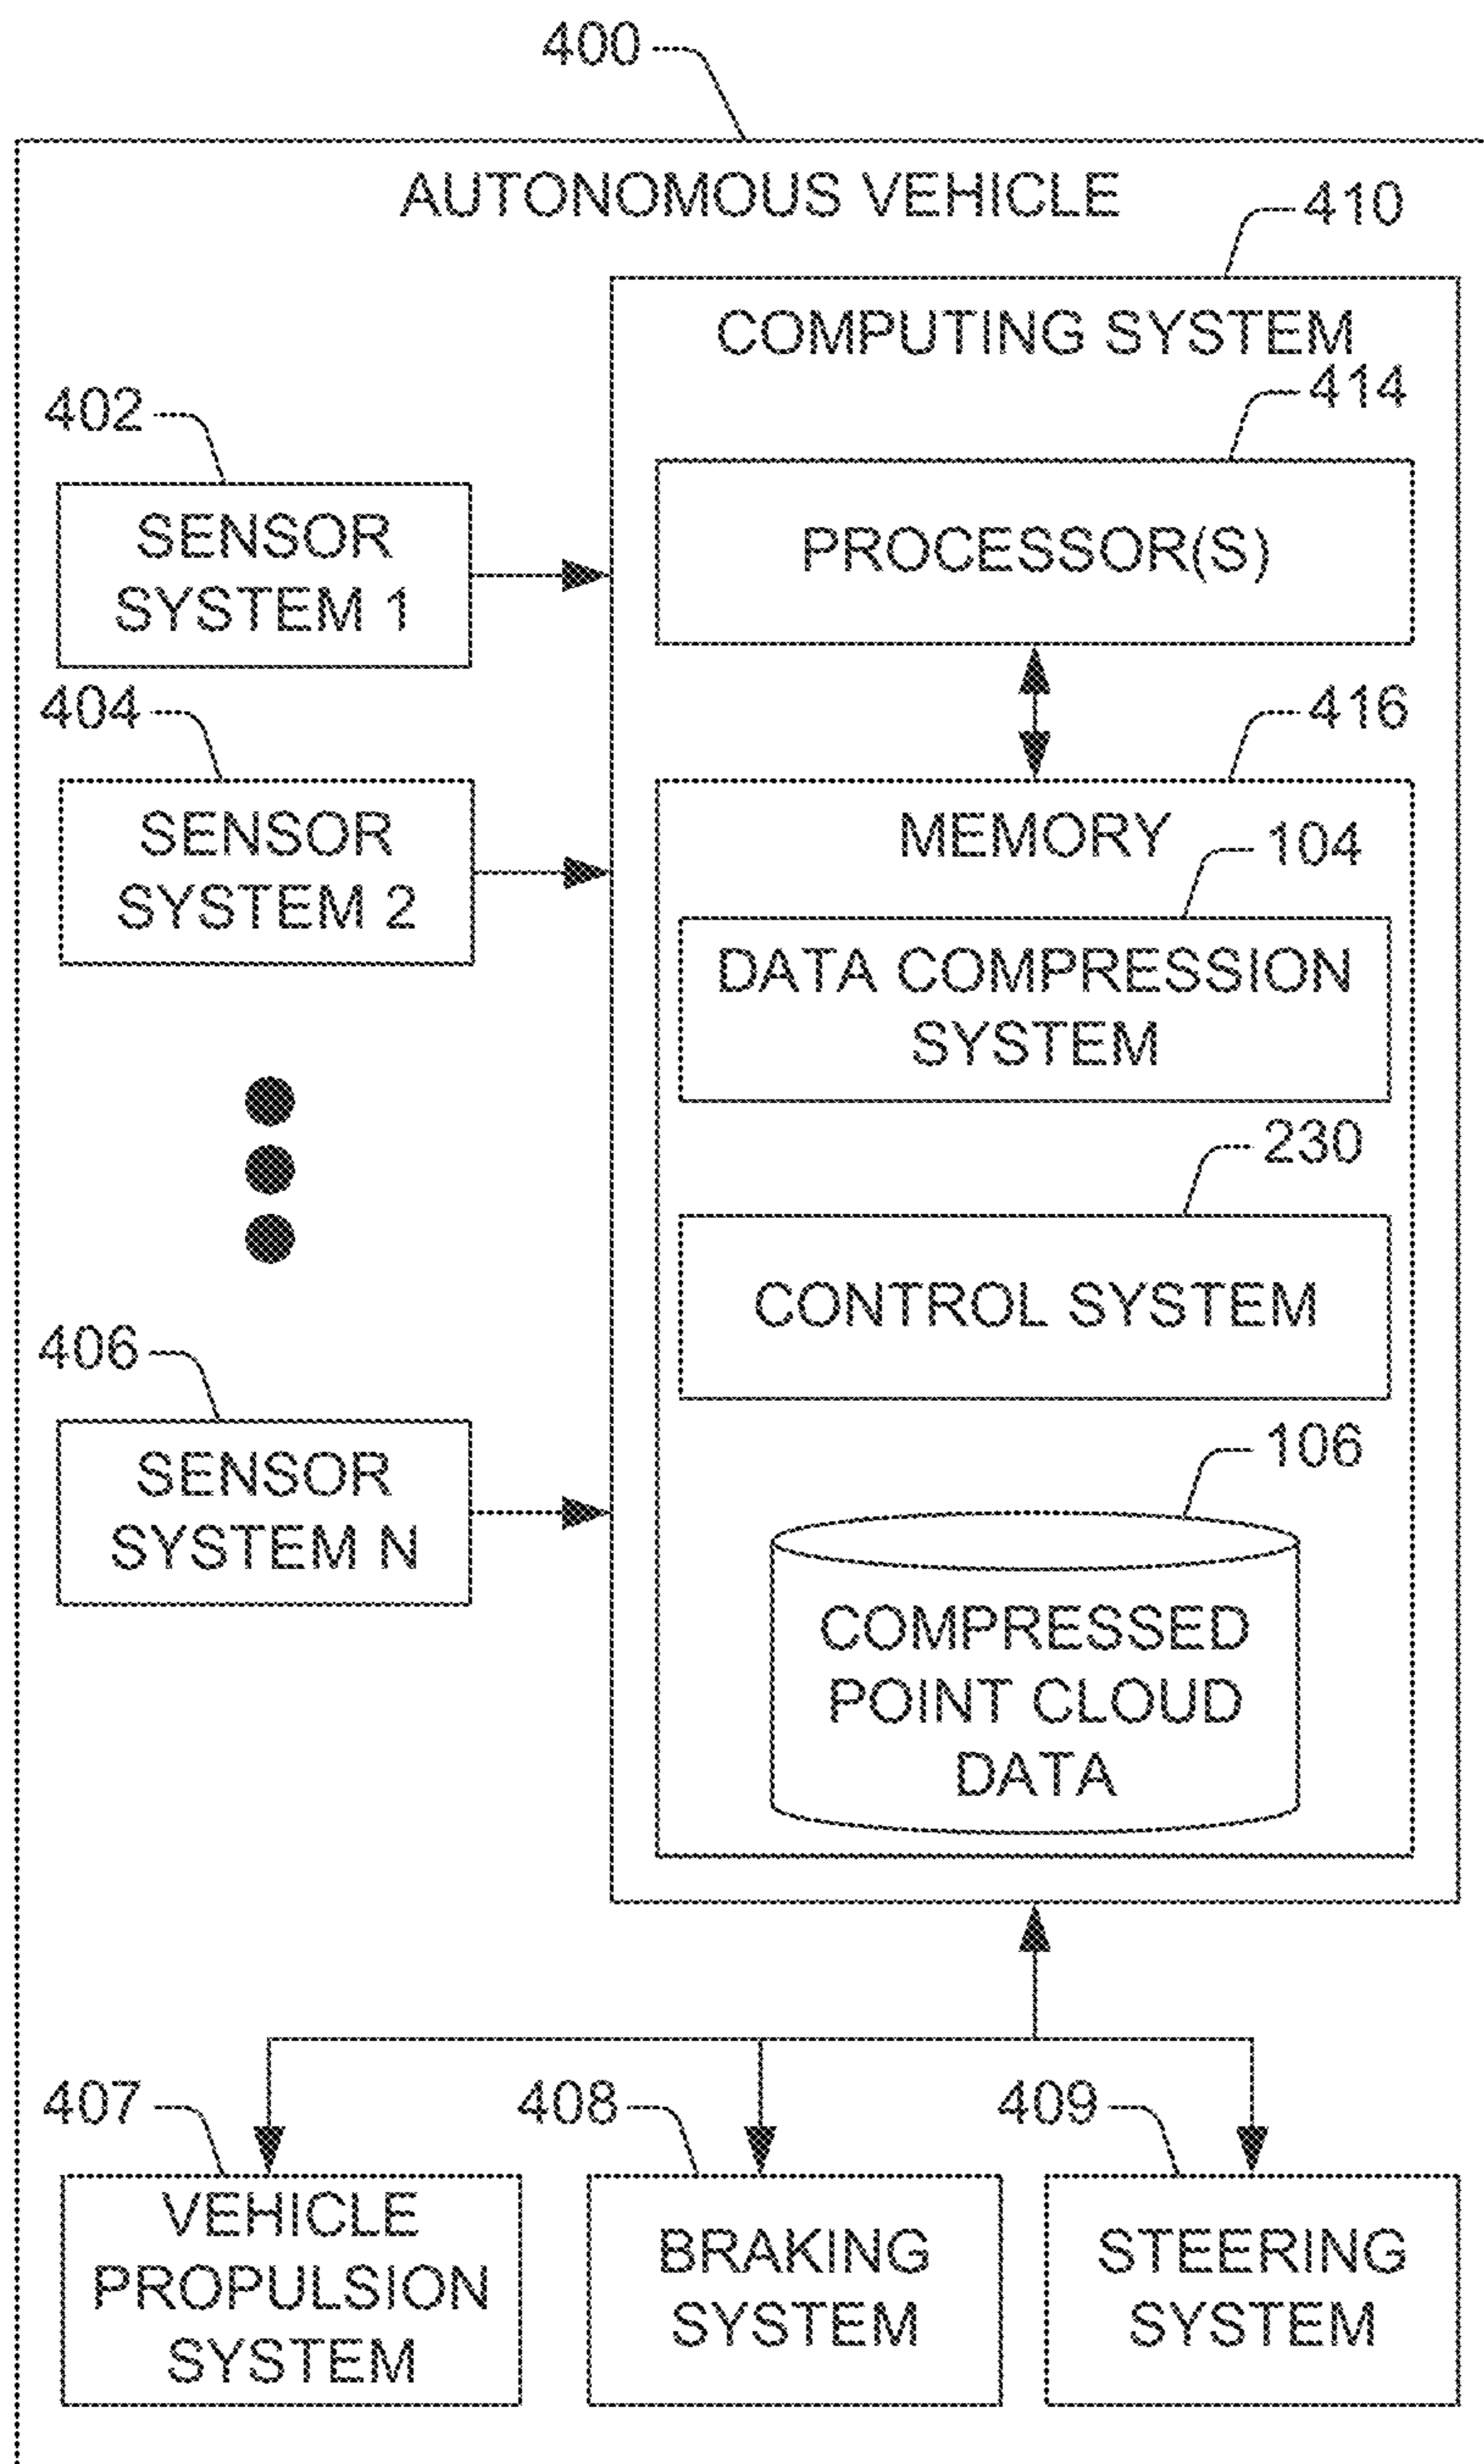 400
AUTONOMOUS VEHICLE
410
COMPUTING SYSTEM
414
PROCESSOR(S)
402
SENSOR
SYSTEM 1
404
SENSOR
SYSTEM 2
416
MEMORY
104
DATA COMPRESSION
SYSTEM
230
CONTROL SYSTEM
406
SENSOR
SYSTEM N
106
COMPRESSED
POINT CLOUD
DATA
407
VEHICLE
PROPULSION
SYSTEM
408
BRAKING
SYSTEM
409
STEERING
SYSTEM